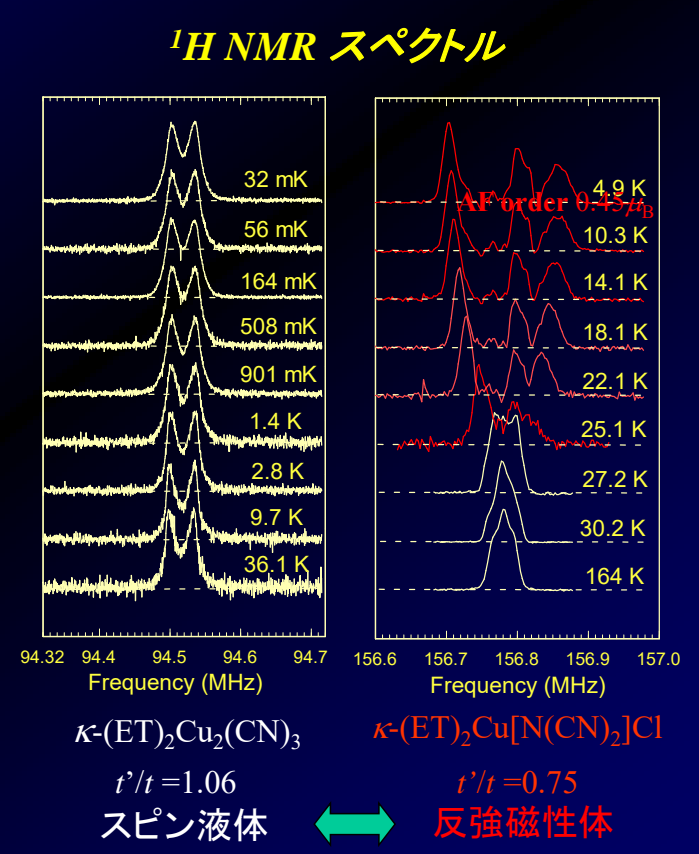 ¹H NMR スペクトル
32 mK
56 mK
164 mK
508 mK
901 mK
1.4 K
2.8 K
9.7 K
36.1 K
94.32 94.4 94.5 94.6 94.7
Frequency (MHz)
4.9 K
AF order 0.45μB
10.3 K
14.1 K
18.1 K
22.1 K
25.1 K
27.2 K
30.2 K
164 K
156.6 156.7 156.8 156.9 157.0
Frequency (MHz)
κ-(ET)₂Cu₂(CN)₃
t'/t =1.06
スピン液体
κ-(ET)₂Cu[N(CN)₂]Cl
t'/t =0.75
反強磁性体